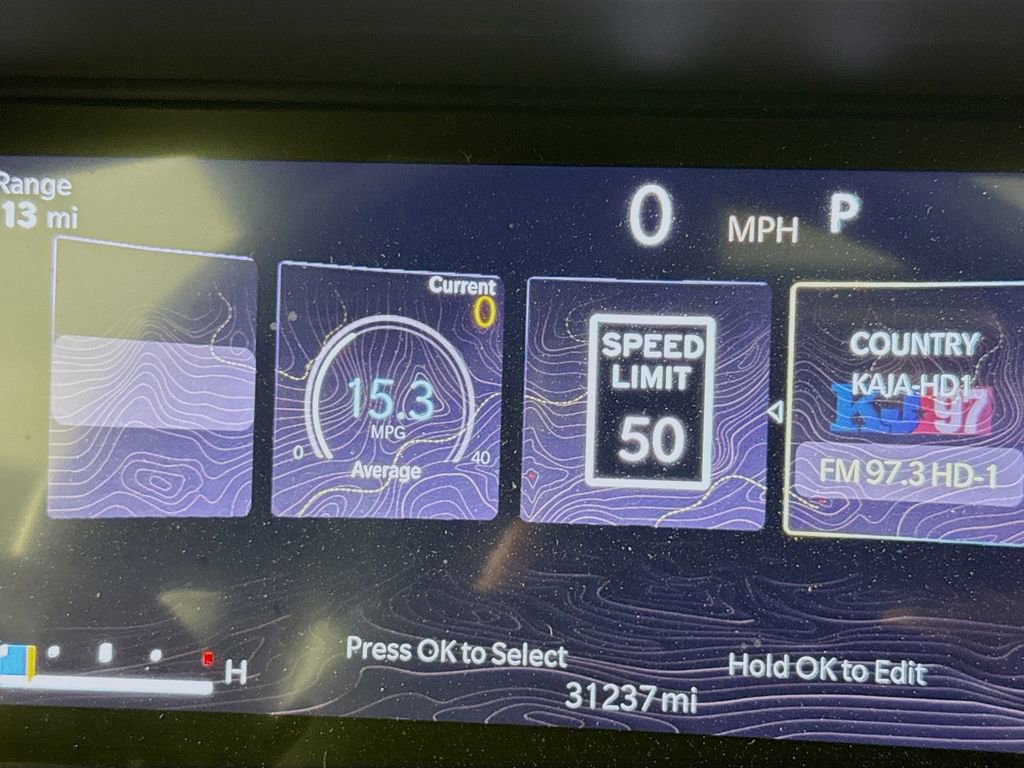 Range
13 mi
0 MPH P
Current
0
15.3
MPG
0 40
Average
SPEED
LIMIT
50
COUNTRY
KAJA-HD1
KJ 97
FM 97.3 HD-1
H
Press OK to Select
Hold OK to Edit
31237 mi